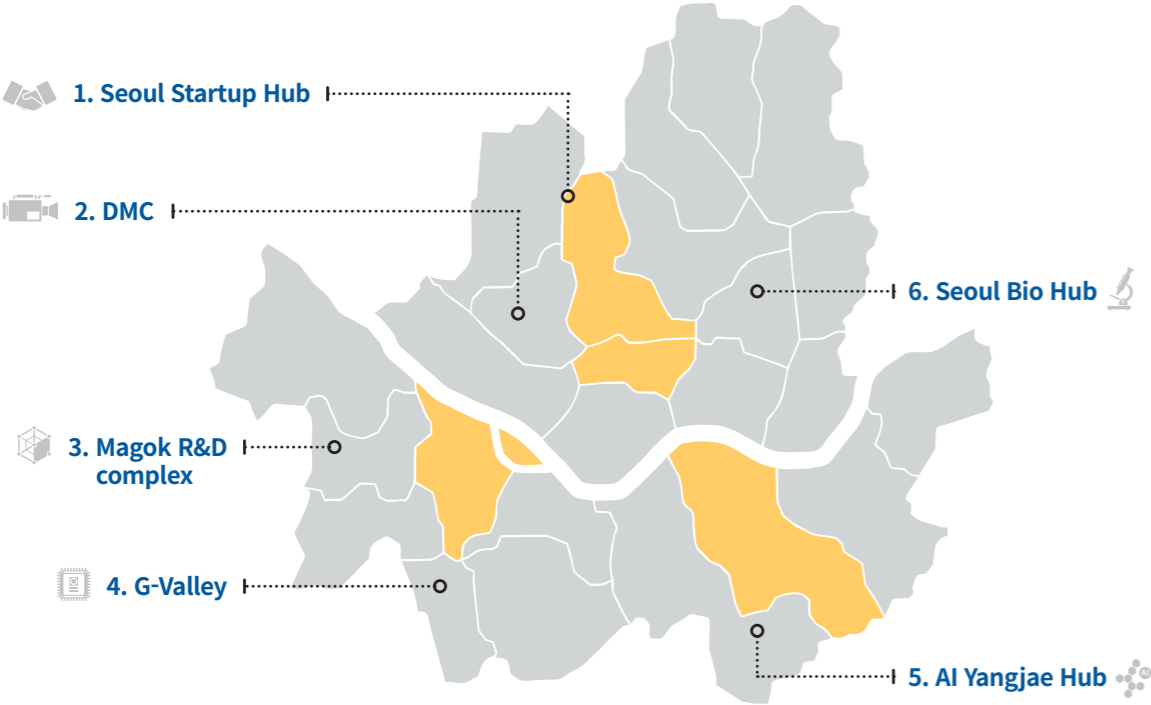 1. Seoul Startup Hub
2. DMC
3. Magok R&D
complex
4. G-Valley
5. AI Yangjae Hub
AI
6. Seoul Bio Hub